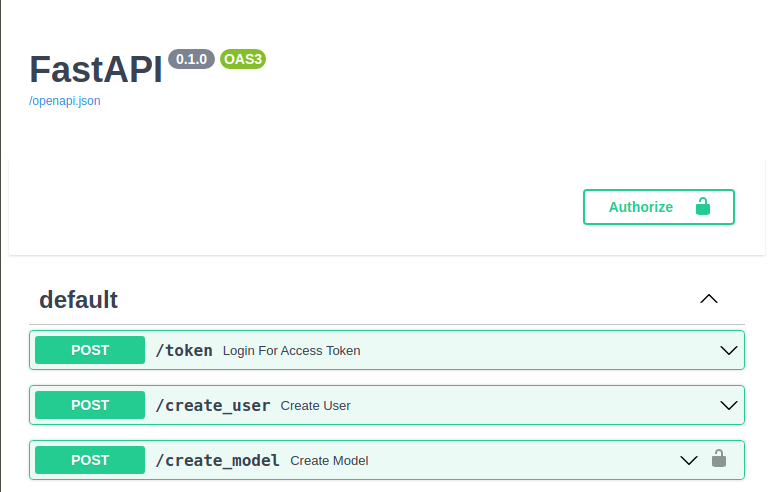 FastAPI 0.1.0 OAS3
/openapi.json
Authorize
default
POST /token Login For Access Token
POST /create_user Create User
POST /create_model Create Model